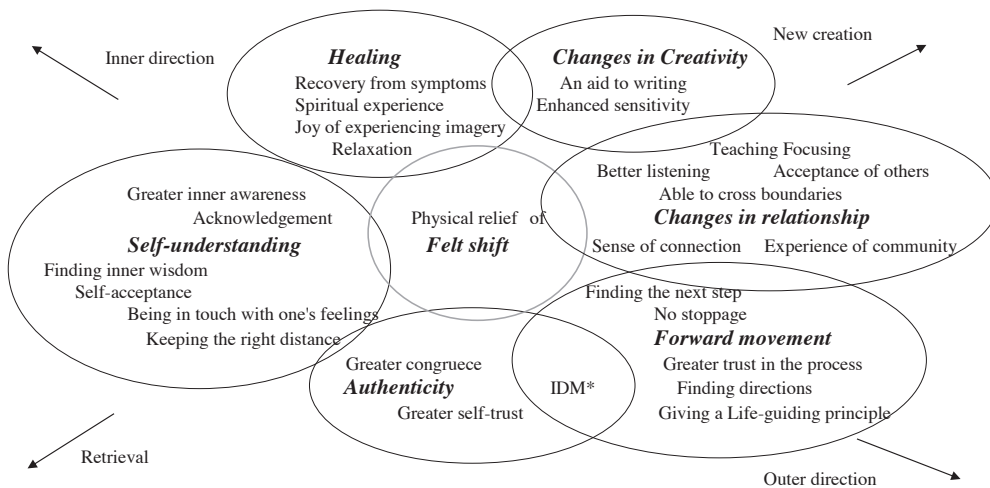 Inner direction
New creation
Healing
Recovery from symptoms
Spiritual experience
Joy of experiencing imagery
Relaxation
Changes in Creativity
An aid to writing
Enhanced sensitivity
Teaching Focusing
Better listening
Acceptance of others
Able to cross boundaries
Changes in relationship
Sense of connection
Experience of community
Greater inner awareness
Acknowledgement
Self-understanding
Finding inner wisdom
Self-acceptance
Being in touch with one's feelings
Keeping the right distance
Physical relief of
Felt shift
Finding the next step
No stoppage
Forward movement
Greater trust in the process
Finding directions
Giving a Life-guiding principle
Greater congruece
Authenticity
Greater self-trust
IDM*
Retrieval
Outer direction